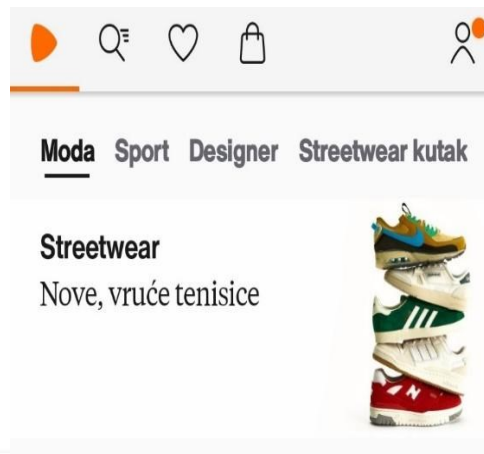 Moda Sport Designer Streetwear kutak
Streetwear
Nove, vruće tenisice